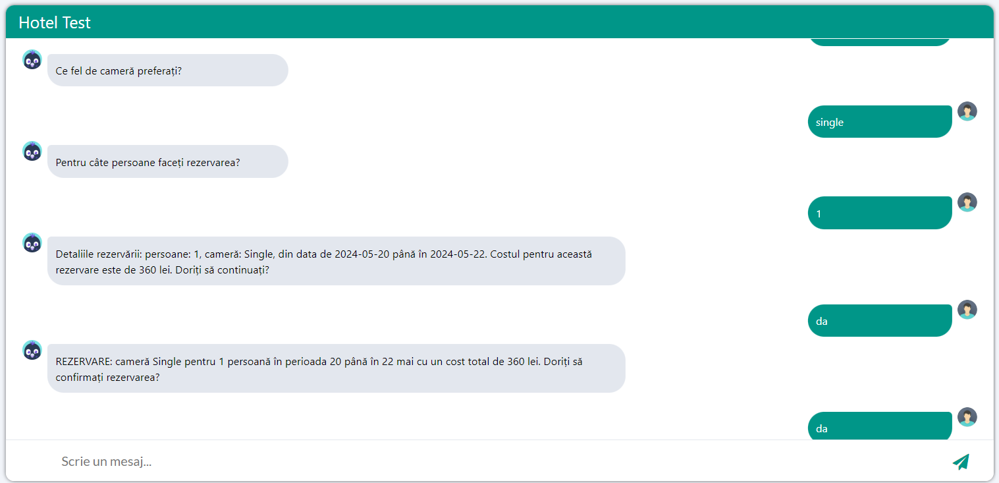 Hotel Test
Ce fel de cameră preferați?
single
Pentru câte persoane faceți rezervarea?
1
Detaliile rezervării: persoane: 1, cameră: Single, din data de 2024-05-20 până în 2024-05-22. Costul pentru această
rezervare este de 360 lei. Doriți să continuați?
da
REZERVARE: cameră Single pentru 1 persoană în perioada 20 până în 22 mai cu un cost total de 360 lei. Doriți să
confirmați rezervarea?
da
Scrie un mesaj...